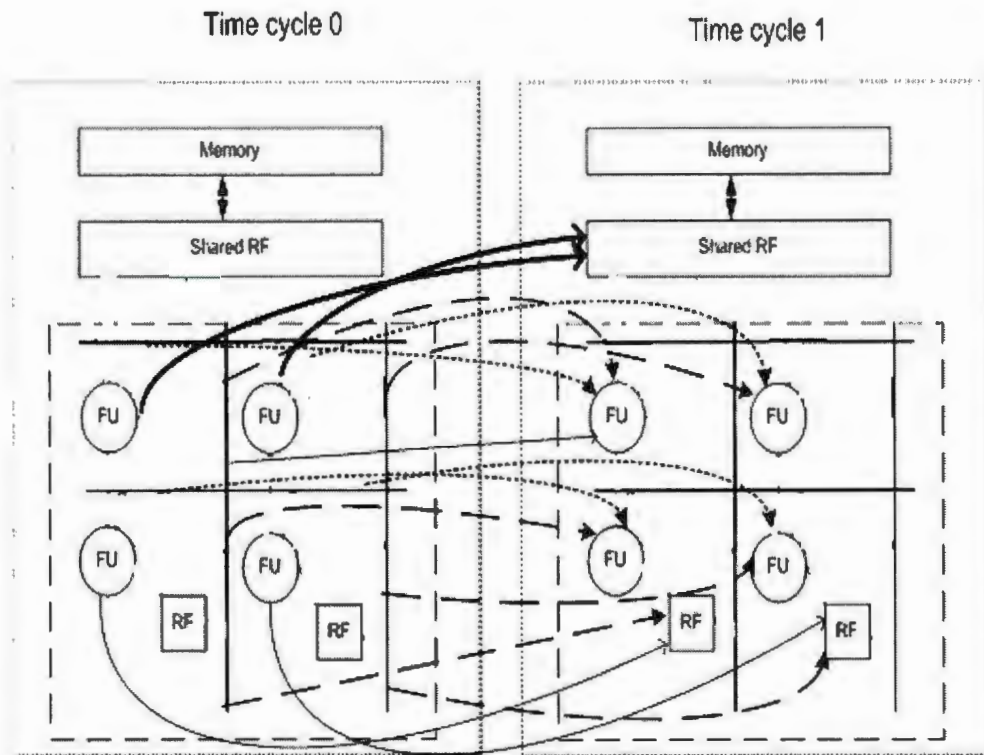 Time cycle 0
Time cycle 1
Memory
Memory
Shared RF
Shared RF
FU
FU
FU
FU
FU
FU
FU
FU
RF
RF
RF
RF